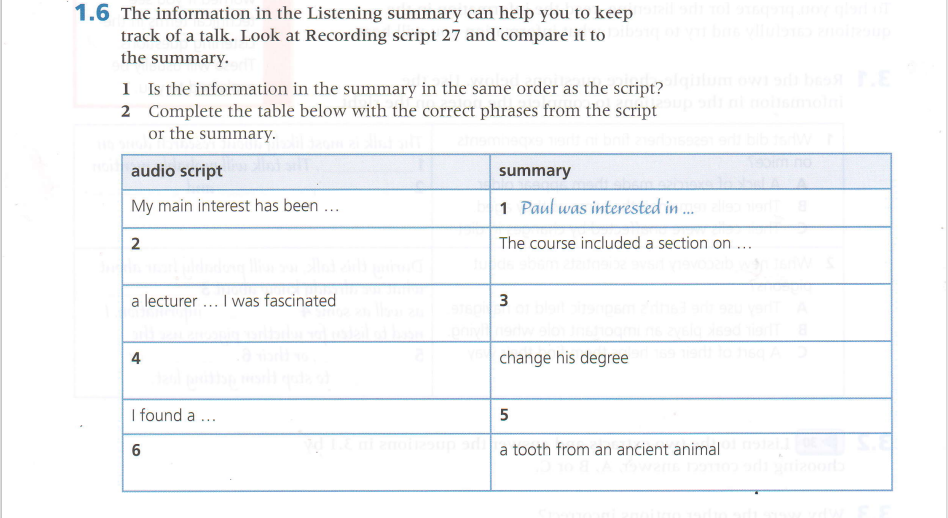 1.6 The information in the Listening summary can help you to keep
track of a talk. Look at Recording script 27 and compare it to
the summary.
1 Is the information in the summary in the same order as the script?
2 Complete the table below with the correct phrases from the script
or the summary.
audio script summary
My main interest has been ... 1 Paul was interested in ...
2 The course included a section on ...
a lecturer ... I was fascinated 3
4 change his degree
I found a ... 5
6 a tooth from an ancient animal